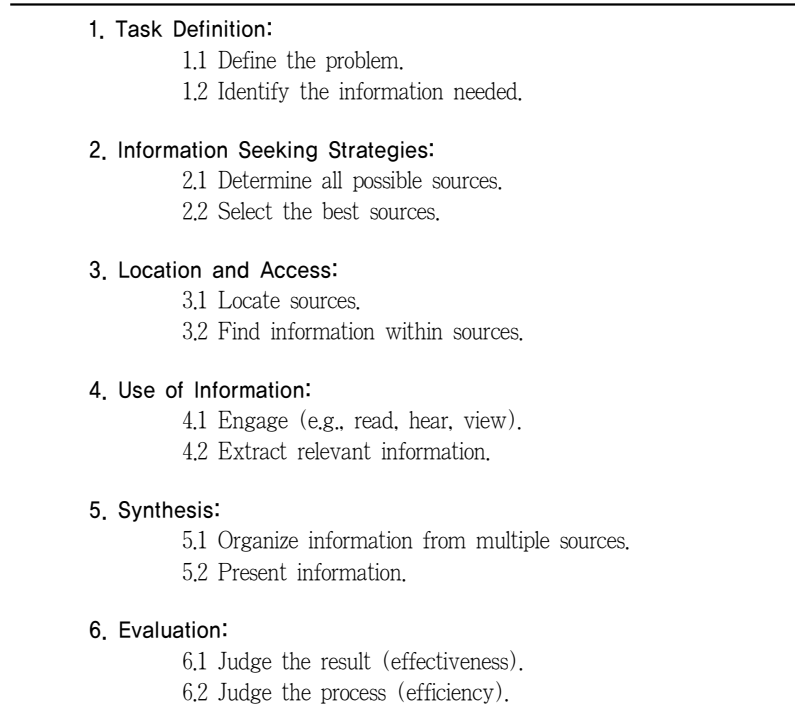 1. Task Definition:
1.1 Define the problem.
1.2 Identify the information needed.
2. Information Seeking Strategies:
2.1 Determine all possible sources.
2.2 Select the best sources.
3. Location and Access:
3.1 Locate sources.
3.2 Find information within sources.
4. Use of Information:
4.1 Engage (e.g., read, hear, view).
4.2 Extract relevant information.
5. Synthesis:
5.1 Organize information from multiple sources.
5.2 Present information.
6. Evaluation:
6.1 Judge the result (effectiveness).
6.2 Judge the process (efficiency).